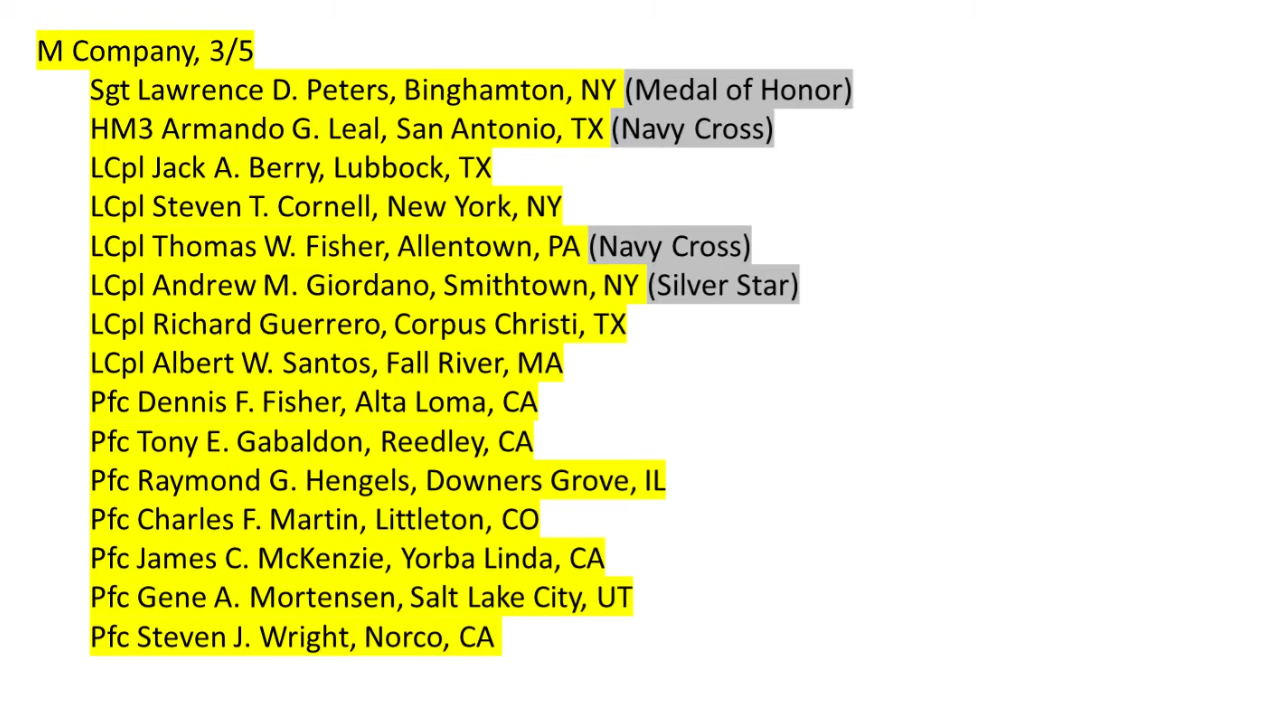 M Company, 3/5
Sgt Lawrence D. Peters, Binghamton, NY (Medal of Honor)
HM3 Armando G. Leal, San Antonio, TX (Navy Cross)
LCpl Jack A. Berry, Lubbock, TX
LCpl Steven T. Cornell, New York, NY
LCpl Thomas W. Fisher, Allentown, PA (Navy Cross)
LCpl Andrew M. Giordano, Smithtown, NY (Silver Star)
LCpl Richard Guerrero, Corpus Christi, TX
LCpl Albert W. Santos, Fall River, MA
Pfc Dennis F. Fisher, Alta Loma, CA
Pfc Tony E. Gabaldon, Reedley, CA
Pfc Raymond G. Hengels, Downers Grove, IL
Pfc Charles F. Martin, Littleton, CO
Pfc James C. McKenzie, Yorba Linda, CA
Pfc Gene A. Mortensen, Salt Lake City, UT
Pfc Steven J. Wright, Norco, CA